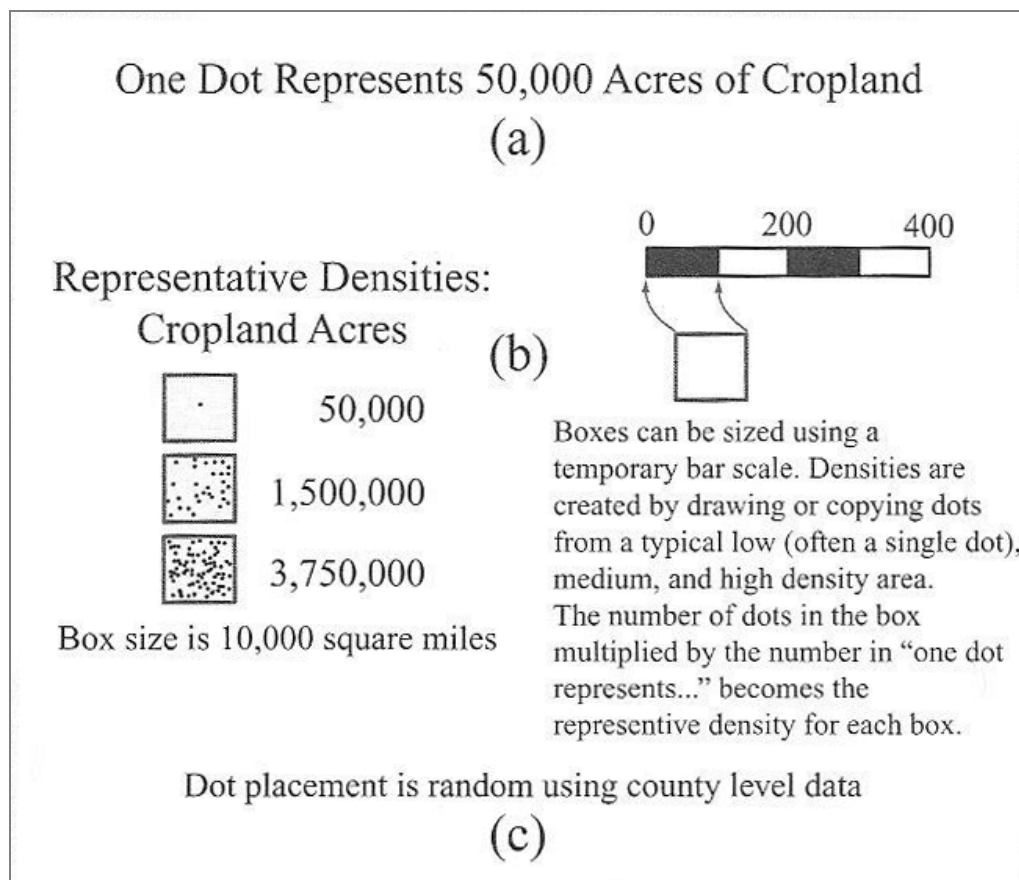 One Dot Represents 50,000 Acres of Cropland
(a)
0 200 400
Representative Densities:
Cropland Acres
(b)
50,000
1,500,000
3,750,000
Box size is 10,000 square miles
Boxes can be sized using a
temporary bar scale. Densities are
created by drawing or copying dots
from a typical low (often a single dot),
medium, and high density area.
The number of dots in the box
multiplied by the number in “one dot
represents...” becomes the
representive density for each box.
Dot placement is random using county level data
(c)